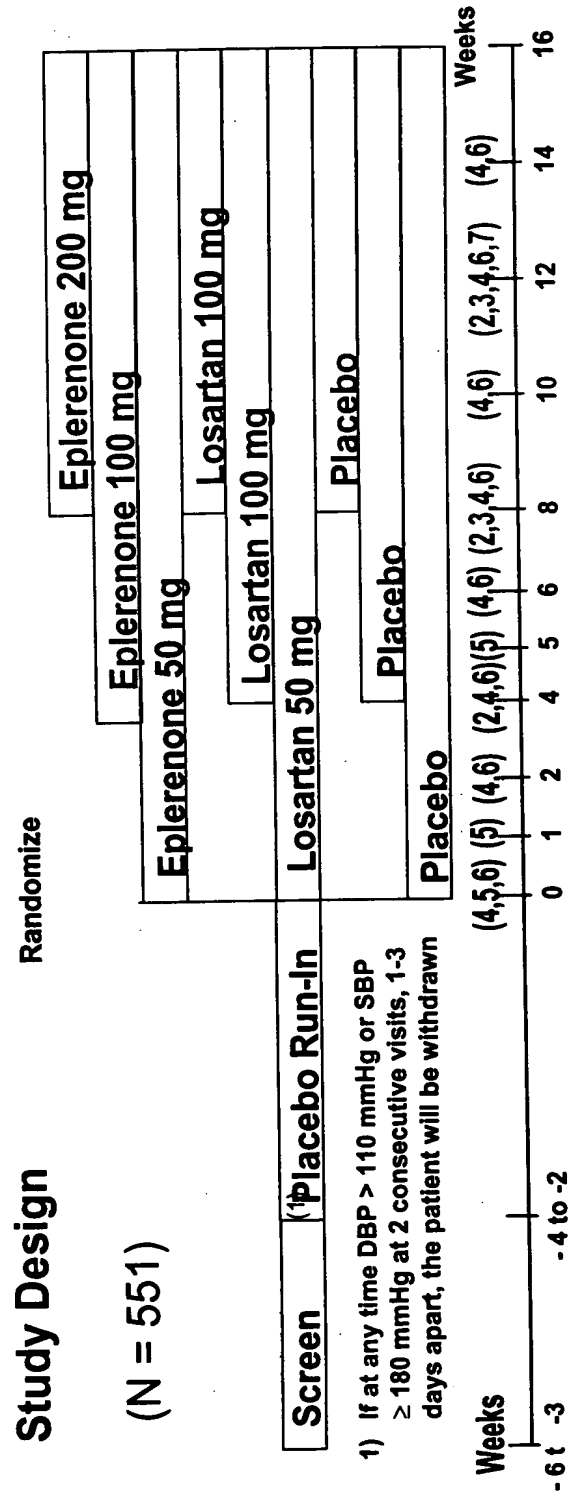 Study Design
Randomize
(N = 551)
Eplerenone 200 mg
Eplerenone 100 mg
Eplerenone 50 mg
Losartan 100 mg
Losartan 100 mg
Screen
(1)
Placebo Run-In
Losartan 50 mg
Placebo
Placebo
Placebo
1) If at any time DBP > 110 mmHg or SBP
≥ 180 mmHg at 2 consecutive visits, 1-3
days apart, the patient will be withdrawn
Weeks
(4,5,6) (5) (4,6) (2,4,6)(5) (4,6) (2,3,4,6) (4,6) (2,3,4,6,7) (4,6)
Weeks
-6 t -3 -4 to -2 0 1 2 4 5 6 8 10 12 14 16